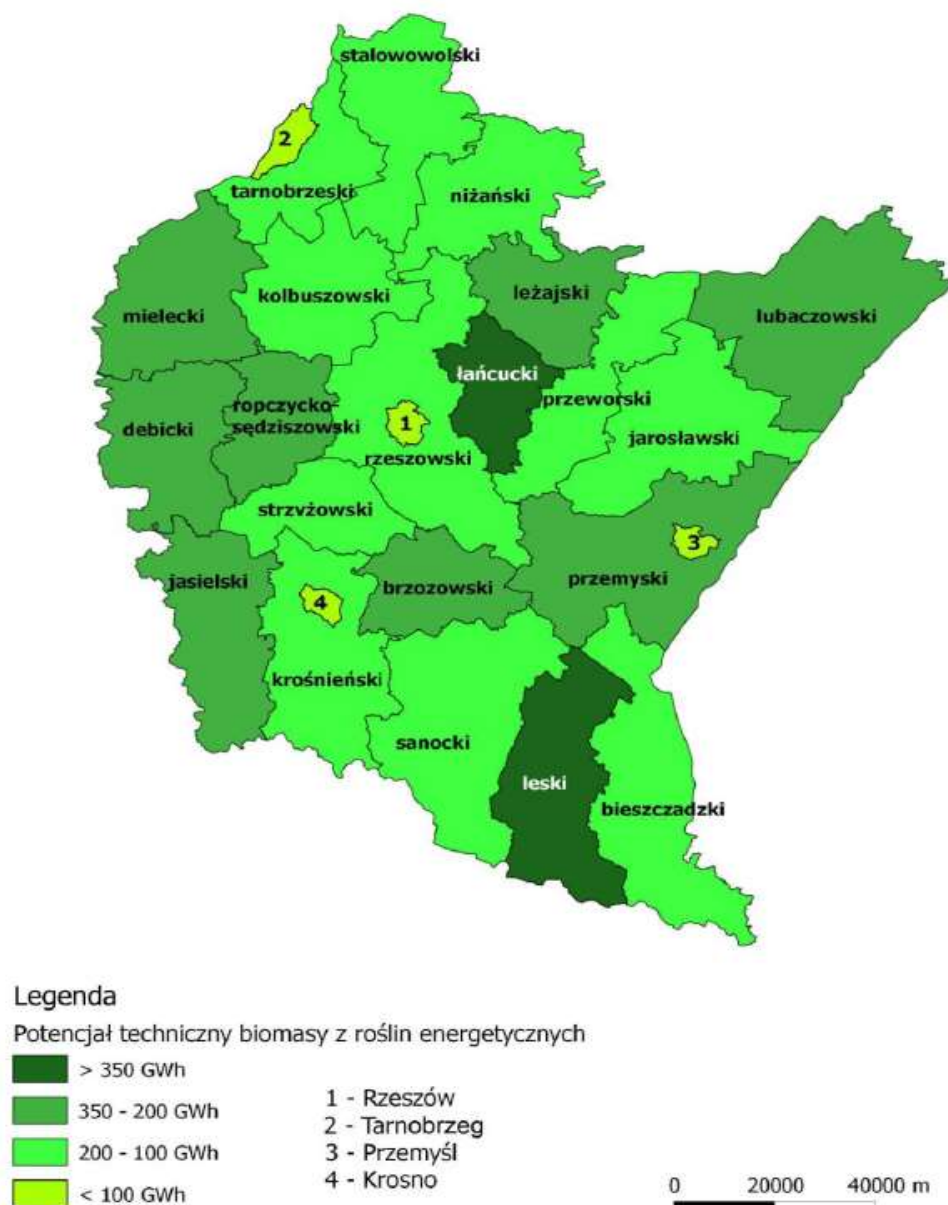 stalowowolski
2
tarnobrzeski
niżański
kolbuszowski
leżajski
mielecki
lubaczowski
łańcucki
ropczycko-
sędziszowski
przeworski
debicki
1
jarosławski
rzeszowski
strzvżowski
3
jasielski
brzozowski
przemyski
4
krośnieński
sanocki
leski
bieszczadzki
Legenda
Potencjał techniczny biomasy z roślin energetycznych
> 350 GWh
350 - 200 GWh
200 - 100 GWh
< 100 GWh
1 - Rzeszów
2 - Tarnobrzeg
3 - Przemyśl
4 - Krosno
0 20000 40000 m